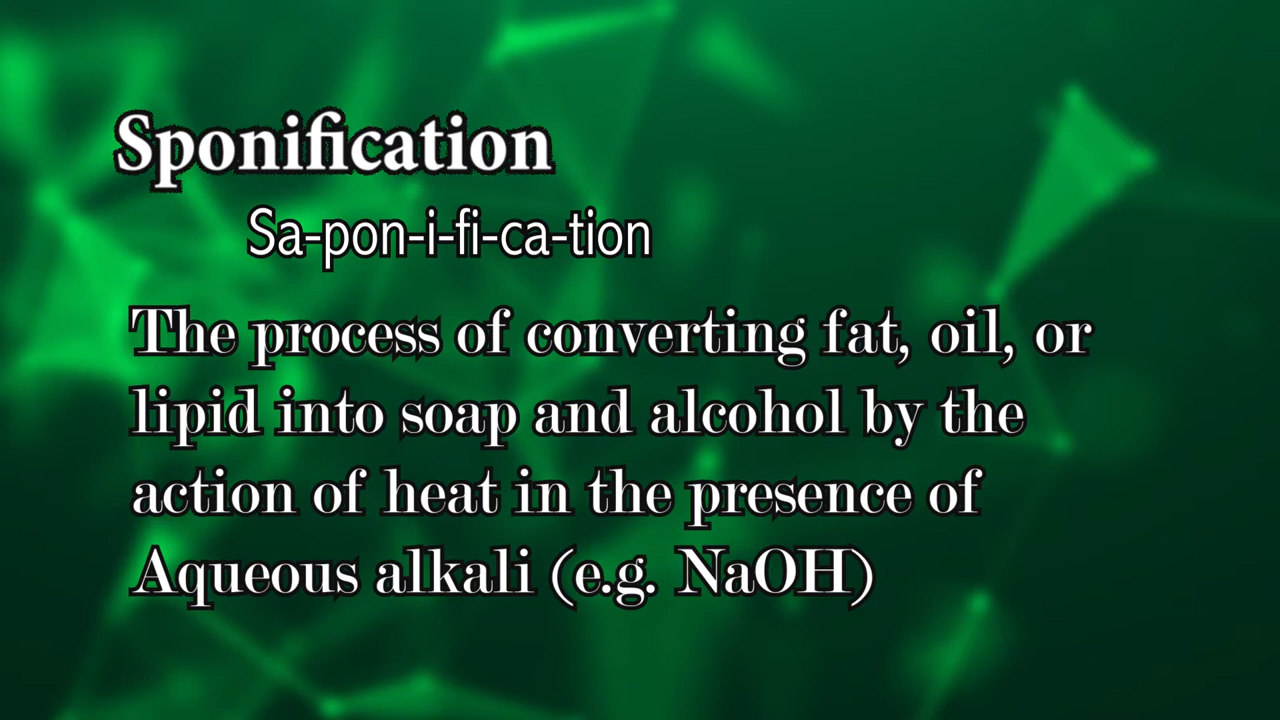 Sponification
Sa-pon-i-fi-ca-tion
The process of converting fat, oil, or
lipid into soap and alcohol by the
action of heat in the presence of
Aqueous alkali (e.g. NaOH)